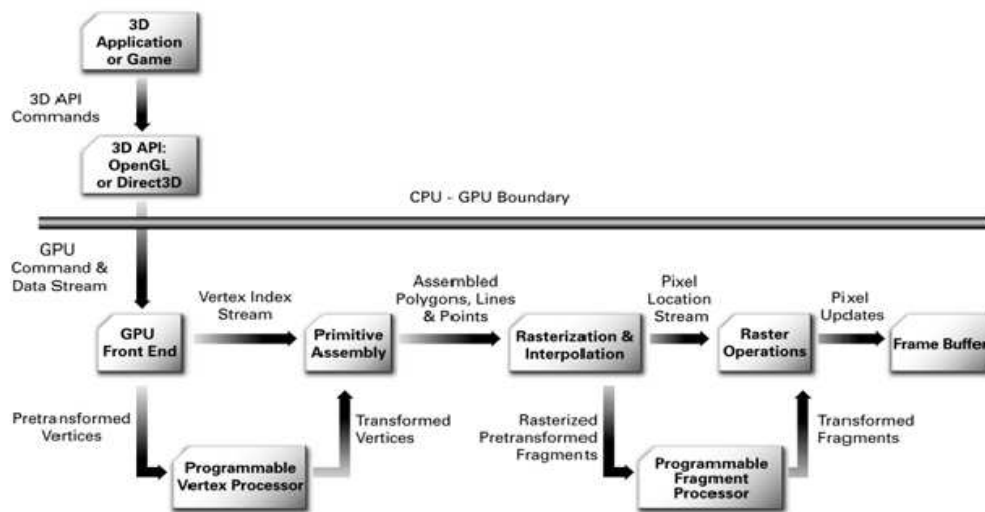 3D
Application
or Game
3D API
Commands
3D API:
OpenGL
or Direct3D
CPU - GPU Boundary
GPU
Command &
Data Stream
Vertex Index
Stream
Assembled
Polygons, Lines
& Points
Pixel
Location
Stream
Pixel
Updates
GPU
Front End
Primitive
Assembly
Rasterization &
Interpolation
Raster
Operations
Frame Buffer
Pretransformed
Vertices
Transformed
Vertices
Rasterized
Pretransformed
Fragments
Transformed
Fragments
Programmable
Vertex Processor
Programmable
Fragment
Processor